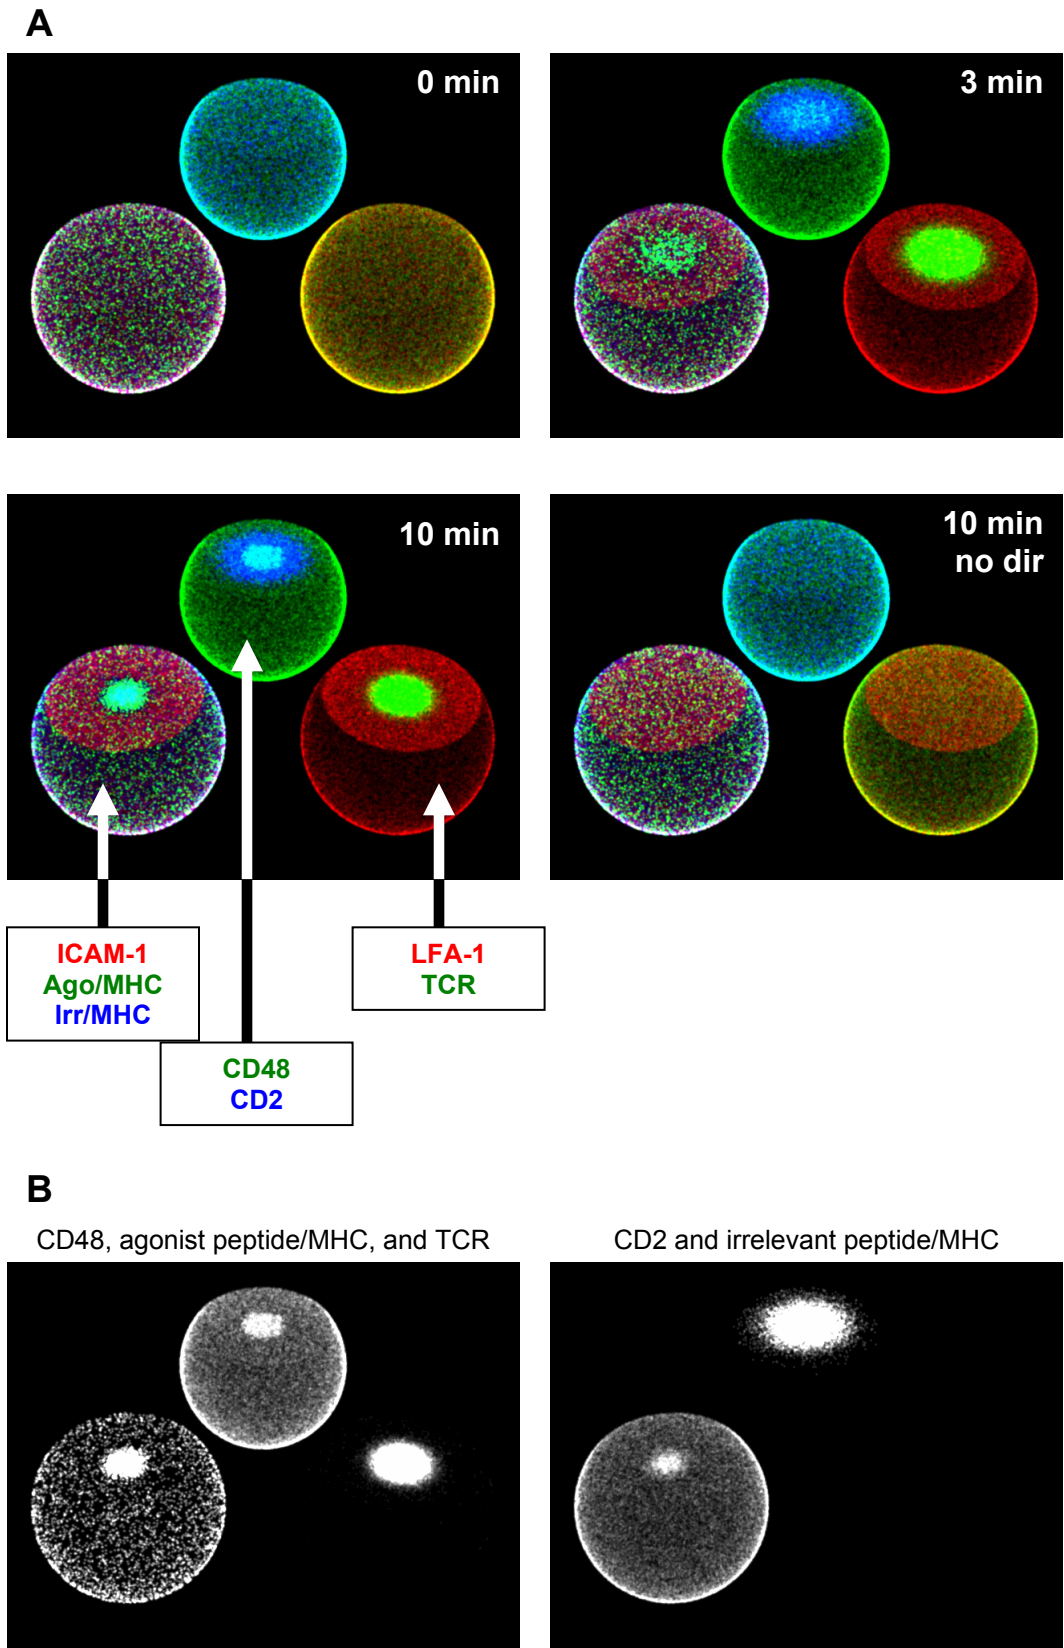 A
0 min
3 min
10 min
10 min
no dir
ICAM-1
Ago/MHC
Irr/MHC
LFA-1
TCR
CD48
CD2
B
CD48, agonist peptide/MHC, and TCR
CD2 and irrelevant peptide/MHC